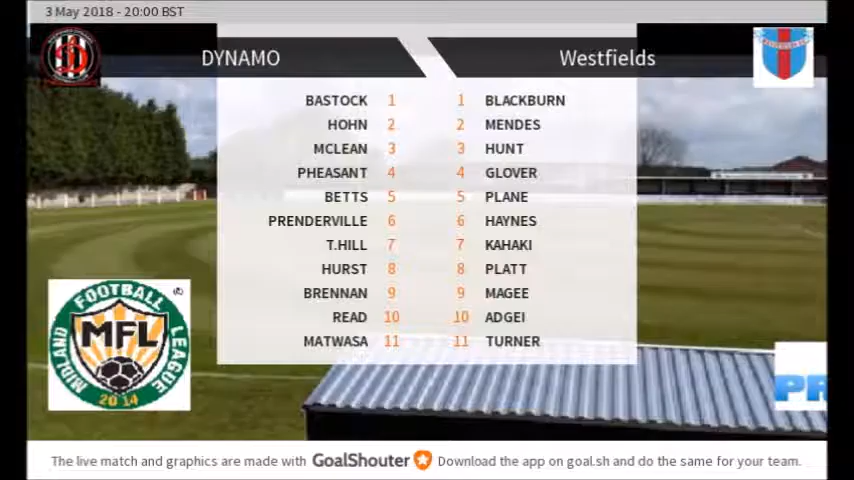 3 May 2018 - 20:00 BST
DYNAMO
Westfields
BASTOCK 1 1 BLACKBURN
HOHN 2 2 MENDES
MCLEAN 3 3 HUNT
PHEASANT 4 4 GLOVER
BETTS 5 5 PLANE
PRENDERVILLE 6 6 HAYNES
T.HILL 7 7 KAHAKI
HURST 8 8 PLATT
BRENNAN 9 9 MAGEE
READ 10 10 ADGEI
MATWASA 11 11 TURNER
MIDLAND FOOTBALL LEAGUE
®
MFL
2014
PR
The live match and graphics are made with GoalShouter Download the app on goal.sh and do the same for your team.